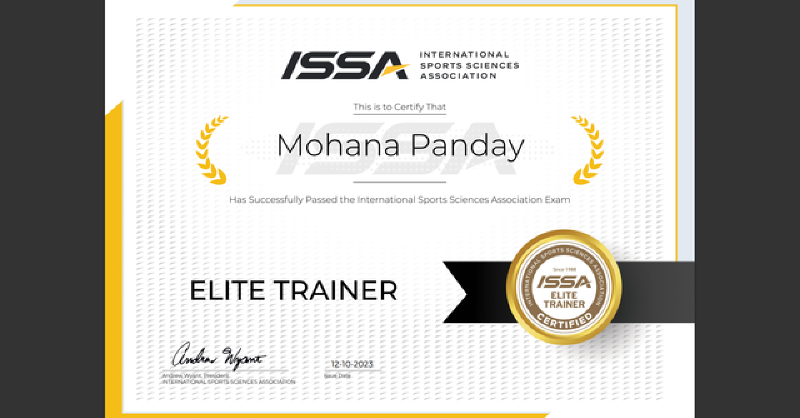 ISSA
INTERNATIONAL
SPORTS SCIENCES
ASSOCIATION
This is to Certify That
Mohana Panday
Has Successfully Passed the International Sports Sciences Association Exam
ELITE TRAINER
INTERNATIONAL SPORTS SCIENCES ASSOCIATION
Since 1988
ISSA
ELITE
TRAINER
CERTIFIED
Andrew Wyant
Andrew Wyant, President
INTERNATIONAL SPORTS SCIENCES ASSOCIATION
12-10-2023
Issue Date